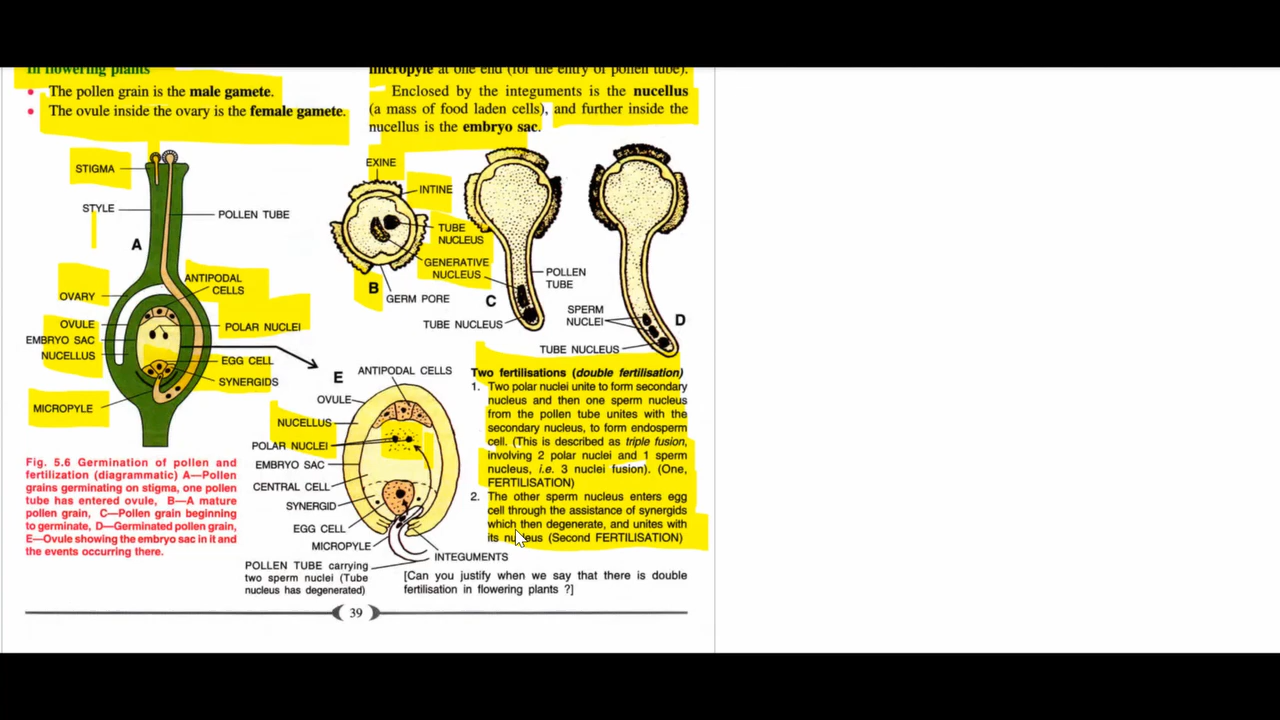 In flowering plants
• The pollen grain is the male gamete.
• The ovule inside the ovary is the female gamete.
micropyle at one end (for the entry of pollen tube).
Enclosed by the integuments is the nucellus
(a mass of food laden cells), and further inside the
nucellus is the embryo sac.
STIGMA
STYLE
POLLEN TUBE
A
ANTIPODAL
CELLS
OVARY
OVULE
POLAR NUCLEI
EMBRYO SAC
NUCELLUS
EGG CELL
SYNERGIDS
MICROPYLE
EXINE
INTINE
TUBE
NUCLEUS
GENERATIVE
NUCLEUS
B
GERM PORE
C
POLLEN
TUBE
TUBE NUCLEUS
SPERM
NUCLEI
D
TUBE NUCLEUS
E
ANTIPODAL CELLS
OVULE
NUCELLUS
POLAR NUCLEI
EMBRYO SAC
CENTRAL CELL
SYNERGID
EGG CELL
MICROPYLE
INTEGUMENTS
POLLEN TUBE carrying
two sperm nuclei (Tube
nucleus has degenerated)
Fig. 5.6 Germination of pollen and
fertilization (diagrammatic) A—Pollen
grains germinating on stigma, one pollen
tube has entered ovule, B—A mature
pollen grain, C—Pollen grain beginning
to germinate, D—Germinated pollen grain,
E—Ovule showing the embryo sac in it and
the events occurring there.
Two fertilisations (double fertilisation)
1. Two polar nuclei unite to form secondary
nucleus and then one sperm nucleus
from the pollen tube unites with the
secondary nucleus, to form endosperm
cell. (This is described as triple fusion,
involving 2 polar nuclei and 1 sperm
nucleus, i.e. 3 nuclei fusion). (One,
FERTILISATION)
2. The other sperm nucleus enters egg
cell through the assistance of synergids
which then degenerate, and unites with
its nucleus (Second FERTILISATION)
[Can you justify when we say that there is double
fertilisation in flowering plants ?]
39